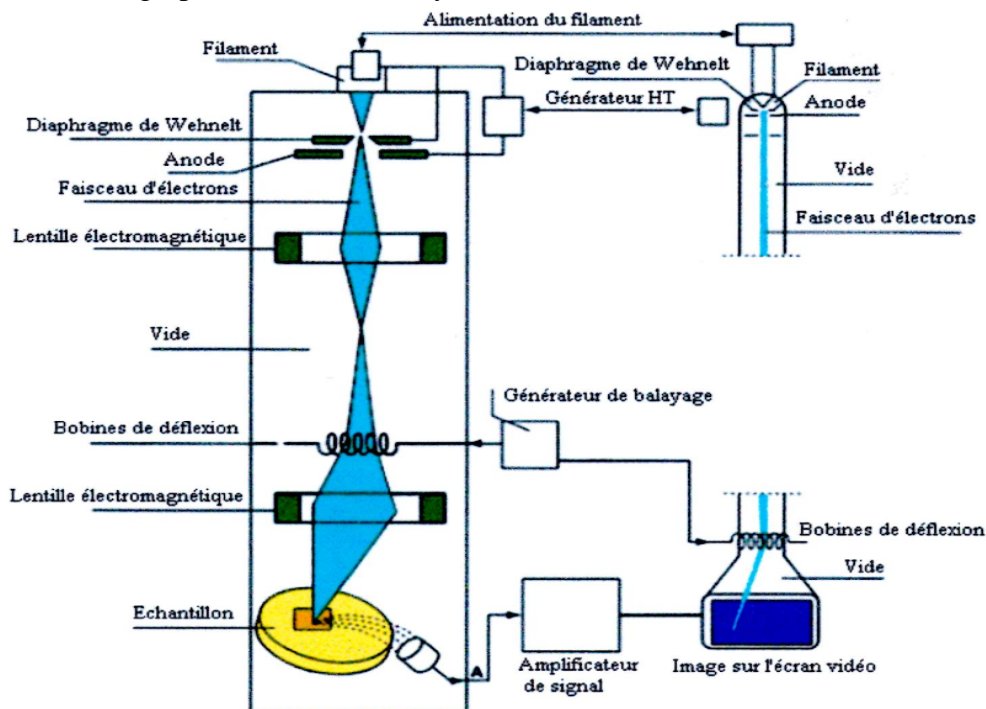 Alimentation du filament
Filament
Diaphragme de Wehnelt
Filament
Générateur HT
Anode
Diaphragme de Wehnelt
Anode
Vide
Faisceau d'électrons
Faisceau d'électrons
Lentille électromagnétique
Vide
Générateur de balayage
Bobines de déflexion
Lentille électromagnétique
Bobines de déflexion
Vide
Echantillon
A
Amplificateur
de signal
Image sur l'écran vidéo